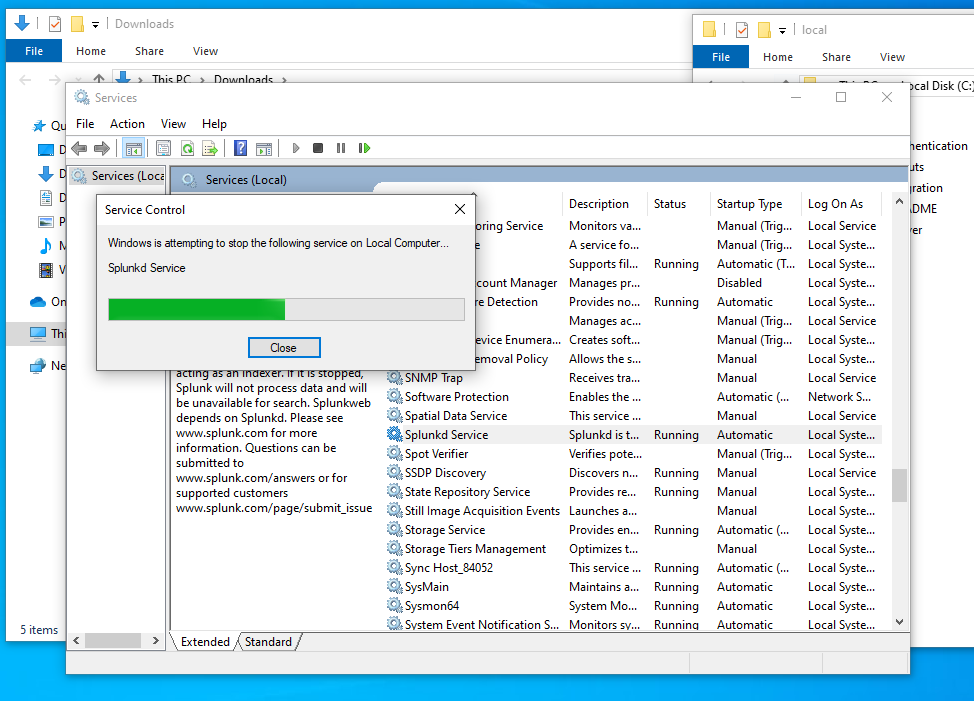 Downloads
File Home Share View
This PC > Downloads >
local
File Home Share View
ocal Disk (C:)
Services
File Action View Help
Services (Loca
Services (Local)
Service Control
Windows is attempting to stop the following service on Local Computer...
Splunkd Service
Close
acting as an indexer. If it is stopped,
Splunk will not process data and will
be unavailable for search. Splunkweb
depends on Splunkd. Please see
www.splunk.com for more
information. Questions can be
submitted to
www.splunk.com/answers or for
supported customers
www.splunk.com/page/submit_issue
Description Status Startup Type Log On As
oring Service Monitors va... Manual (Trig... Local Service
e A service fo... Manual (Trig... Local Syste...
Supports fil... Running Automatic (T... Local Syste...
count Manager Manages pr... Disabled Local Syste...
re Detection Provides no... Running Automatic Local Syste...
Manages ac... Manual (Trig... Local Service
evice Enumera... Creates soft... Manual (Trig... Local Syste...
emoval Policy Allows the s... Manual Local Syste...
SNMP Trap Receives tra... Manual Local Service
Software Protection Enables the ... Automatic (... Network S...
Spatial Data Service This service ... Manual Local Service
Splunkd Service Splunkd is t... Running Automatic Local Syste...
Spot Verifier Verifies pote... Manual (Trig... Local Syste...
SSDP Discovery Discovers n... Running Manual Local Service
State Repository Service Provides re... Running Manual Local Syste...
Still Image Acquisition Events Launches a... Manual Local Syste...
Storage Service Provides en... Running Automatic (... Local Syste...
Storage Tiers Management Optimizes t... Manual Local Syste...
Sync Host_84052 This service ... Running Automatic (... Local Syste...
SysMain Maintains a... Running Automatic Local Syste...
Sysmon64 System Mo... Running Automatic Local Syste...
System Event Notification S... Monitors sy... Running Automatic Local Syste...
Extended Standard
Qu
D
D
D
P
M
V
On
Thi
Ne
5 items
hentication
uts
gration
DME
ver